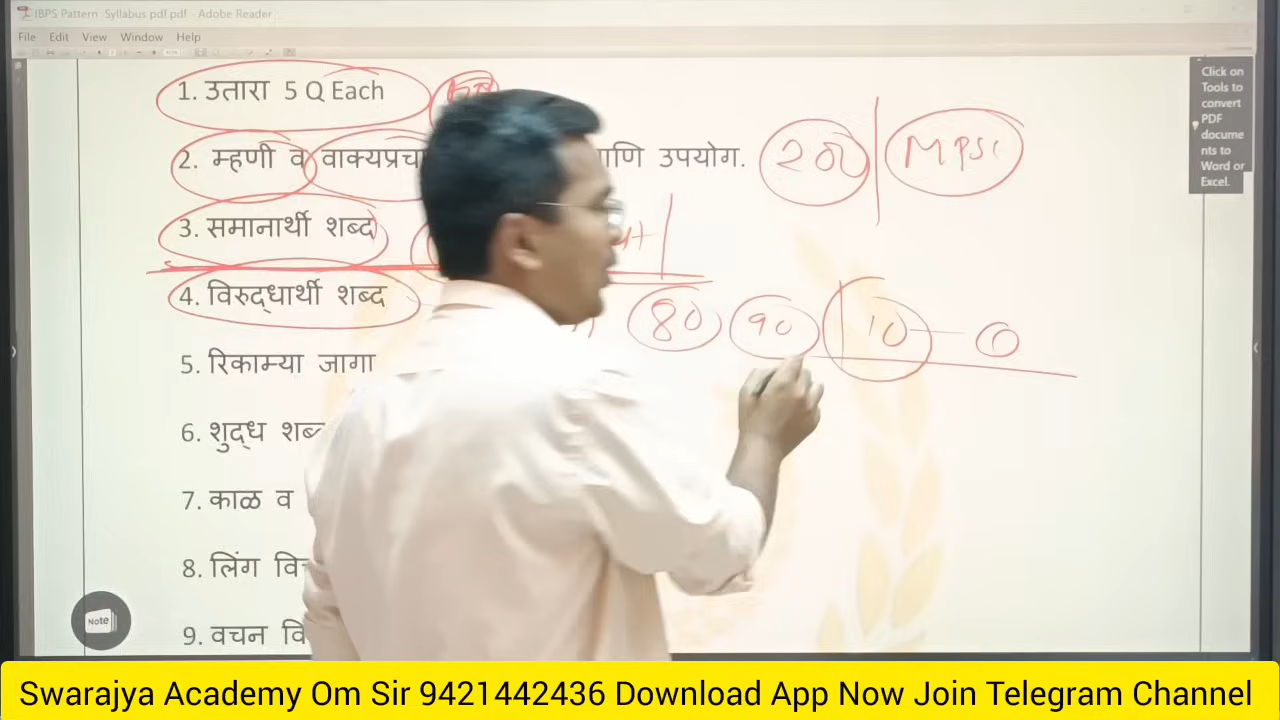 IBPS Pattern Syllabus pdf.pdf - Adobe Reader
File Edit View Window Help
1. उतारा 5 Q Each
2. म्हणी व वाक्यप्रचा णि उपयोग. 200 MPSC
3. समानार्थी शब्द
4. विरुद्धार्थी शब्द 80 90 10 0
5. रिकाम्या जागा
6. शुद्ध शब्
7. काळ व
8. लिंग वि
9. वचन वि
Click on
Tools to
convert
PDF
docume
nts to
Word or
Excel.
Note
Swarajya Academy Om Sir 9421442436 Download App Now Join Telegram Channel